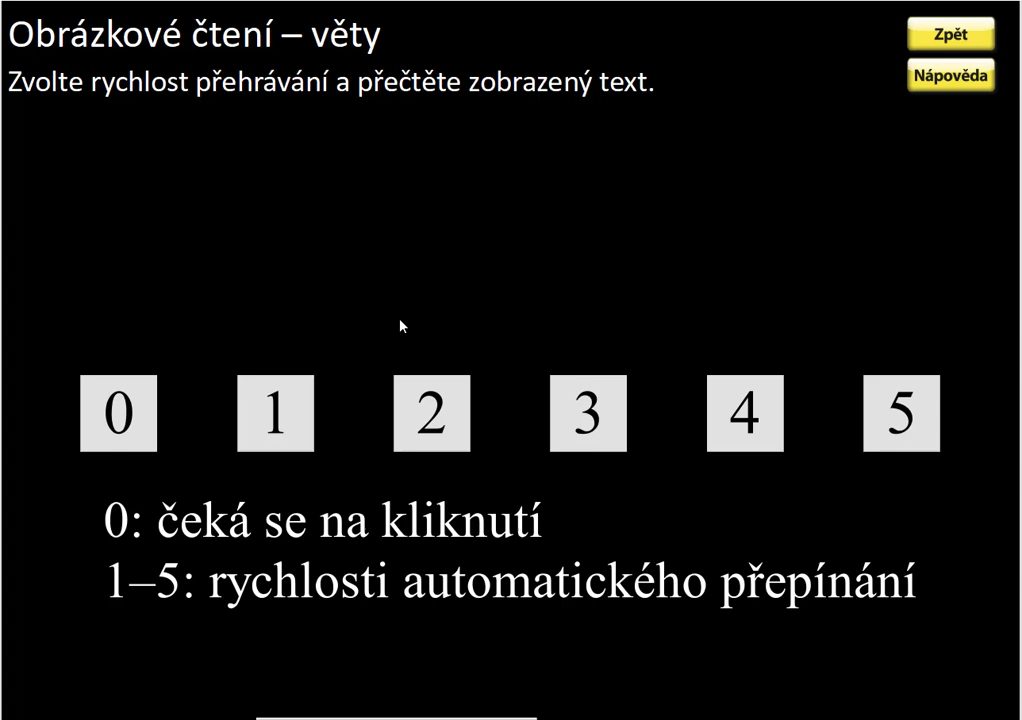 Obrázkové čtení – věty
Zpět
Zvolte rychlost přehrávání a přečtěte zobrazený text.
Nápověda
0 1 2 3 4 5
0: čeká se na kliknutí
1–5: rychlosti automatického přepínání